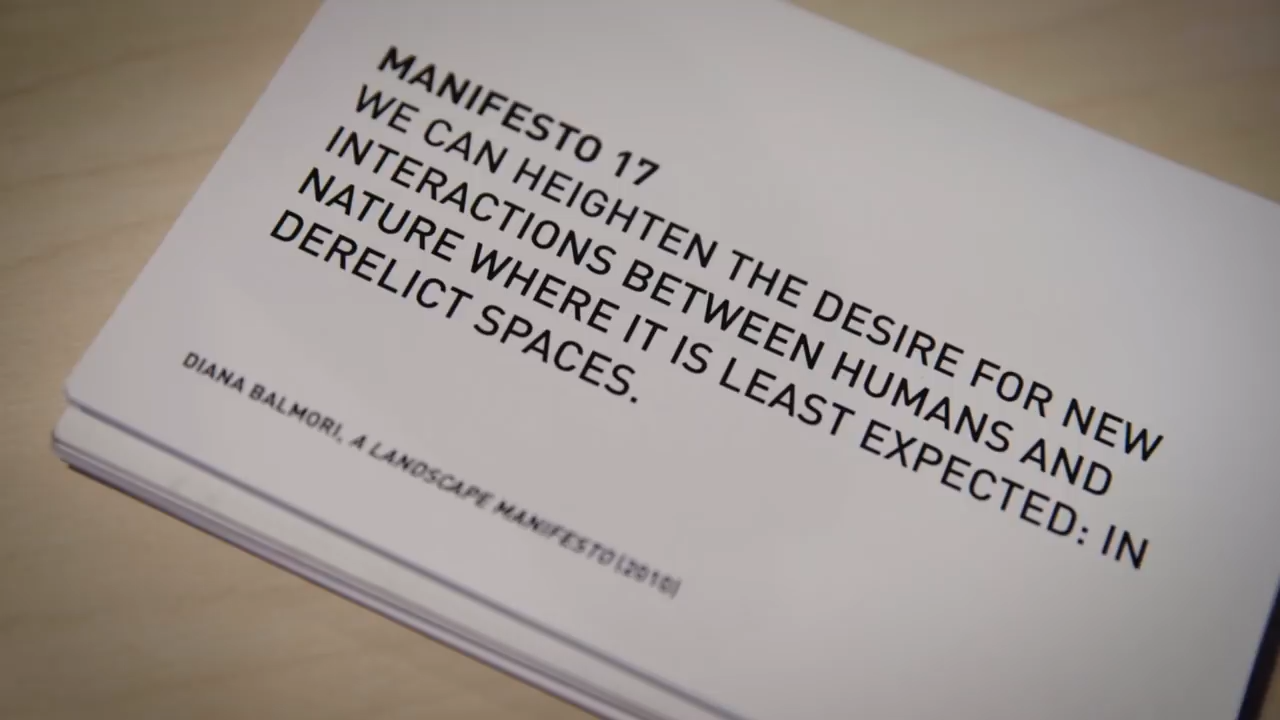 MANIFESTO 17
WE CAN HEIGHTEN THE DESIRE FOR NEW
INTERACTIONS BETWEEN HUMANS AND
NATURE WHERE IT IS LEAST EXPECTED: IN
DERELICT SPACES.
DIANA BALMORI, A LANDSCAPE MANIFESTO (2010)